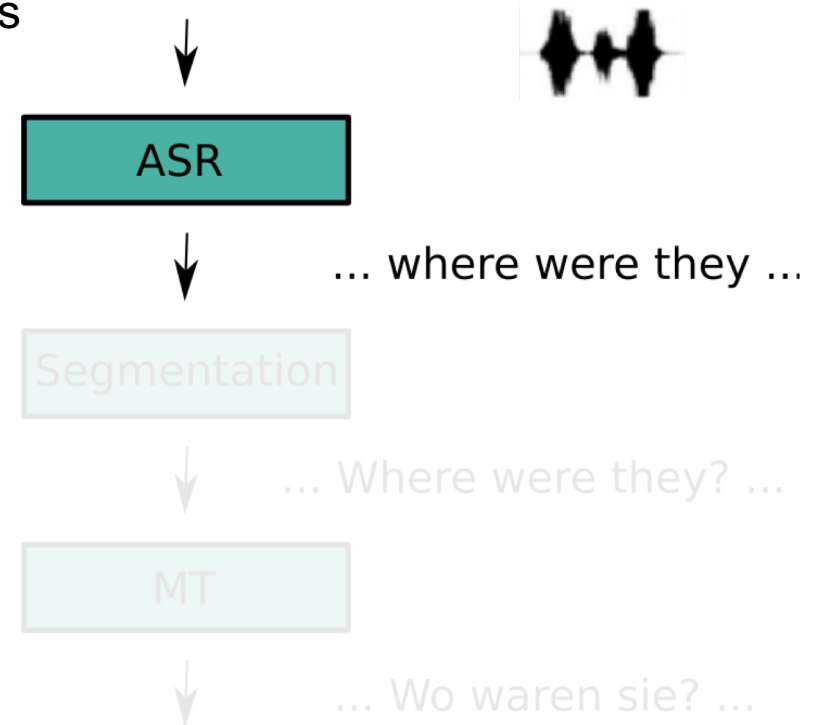 s
ASR
... where were they ...
Segmentation
... Where were they? ...
MT
... Wo waren sie? ...